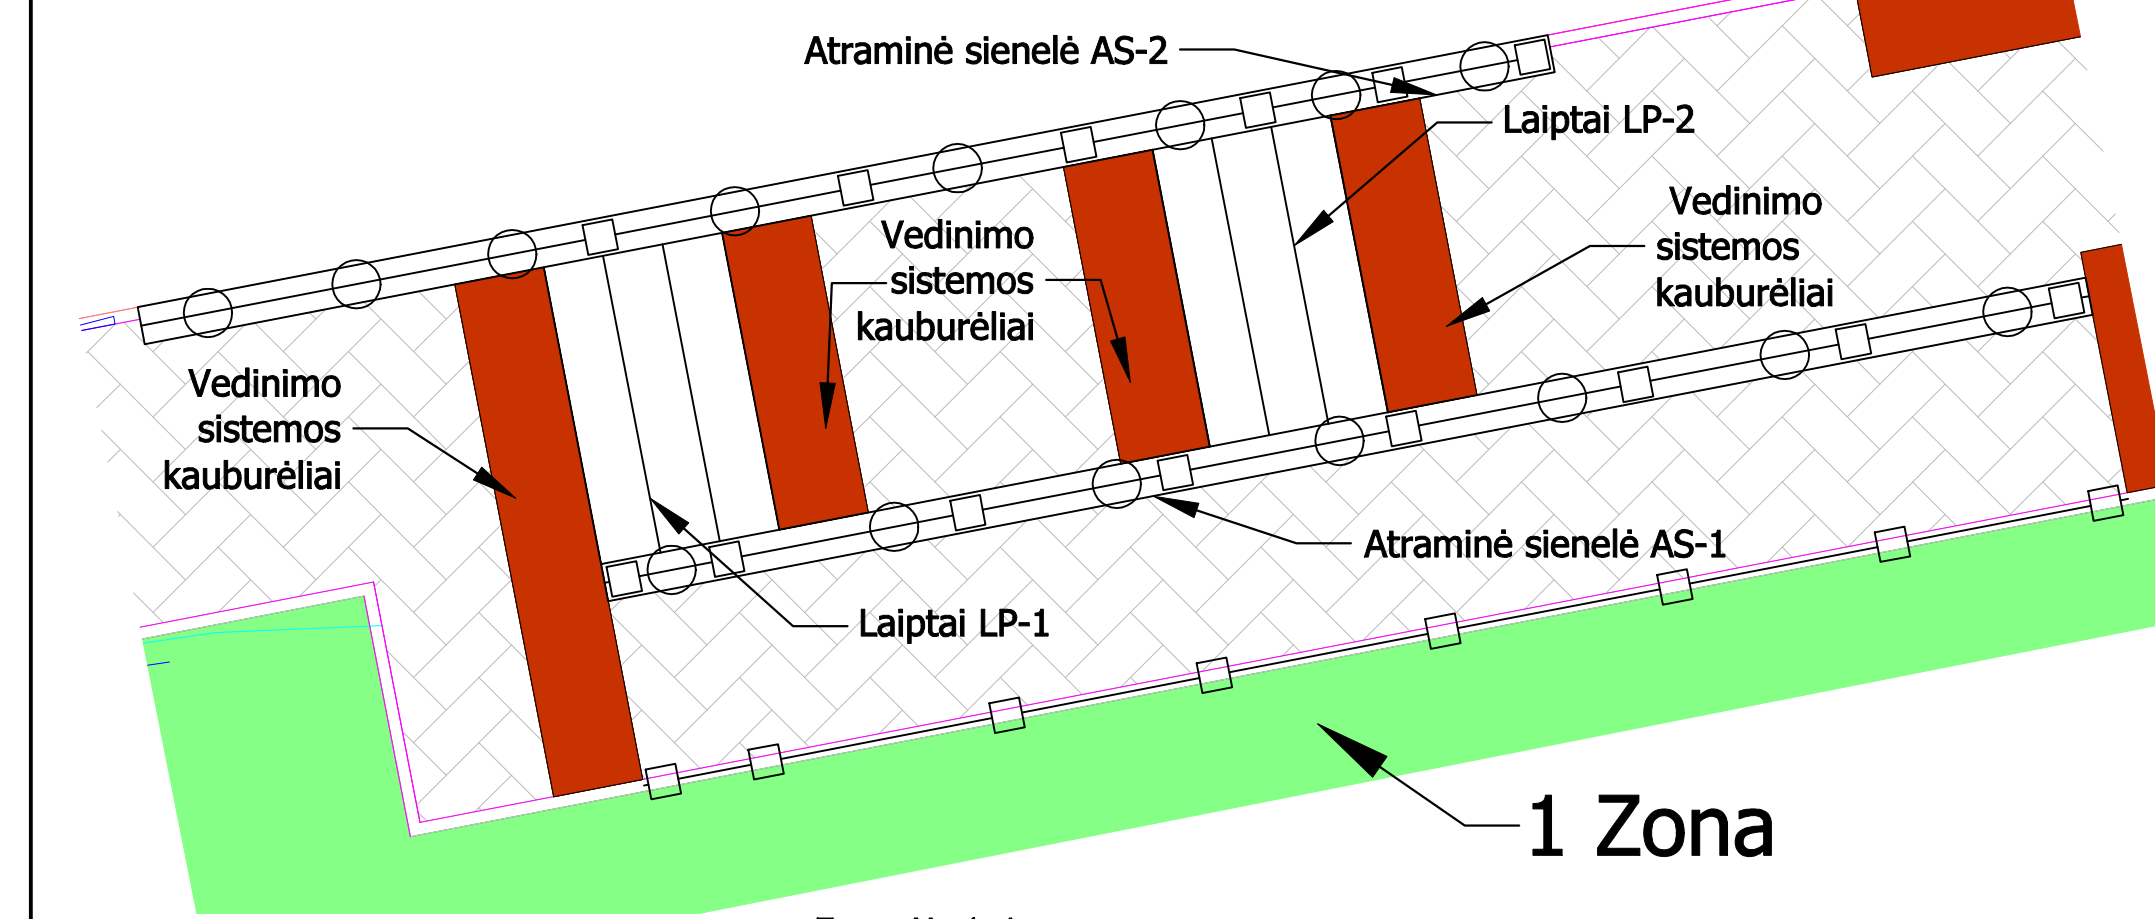 Atraminė sienelė AS-2
Laiptai LP-2
Vedinimo
sistemos
kauburėliai
Vedinimo
sistemos
kauburėliai
Vedinimo
sistemos
kauburėliai
Atraminė sienelė AS-1
Laiptai LP-1
1 Zona